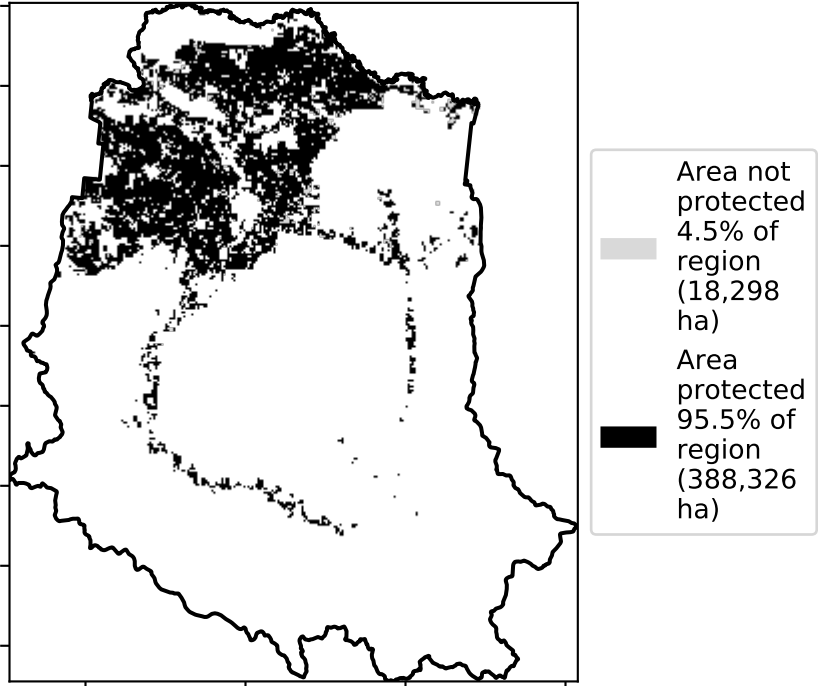 Area not
protected
4.5% of
region
(18,298
ha)
Area
protected
95.5% of
region
(388,326
ha)